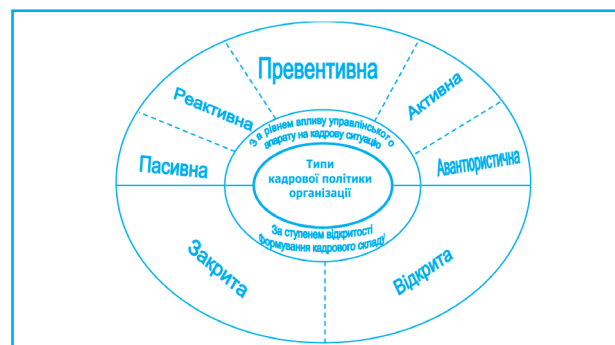 Превентивна
Реактивна
Активна
Пасивна
Авантюристична
За рівнем впливу управлінського
апарату на кадрову ситуацію
Типи
кадрової політики
організації
За ступенем відкритості
формування кадрового складу
Закрита
Відкрита